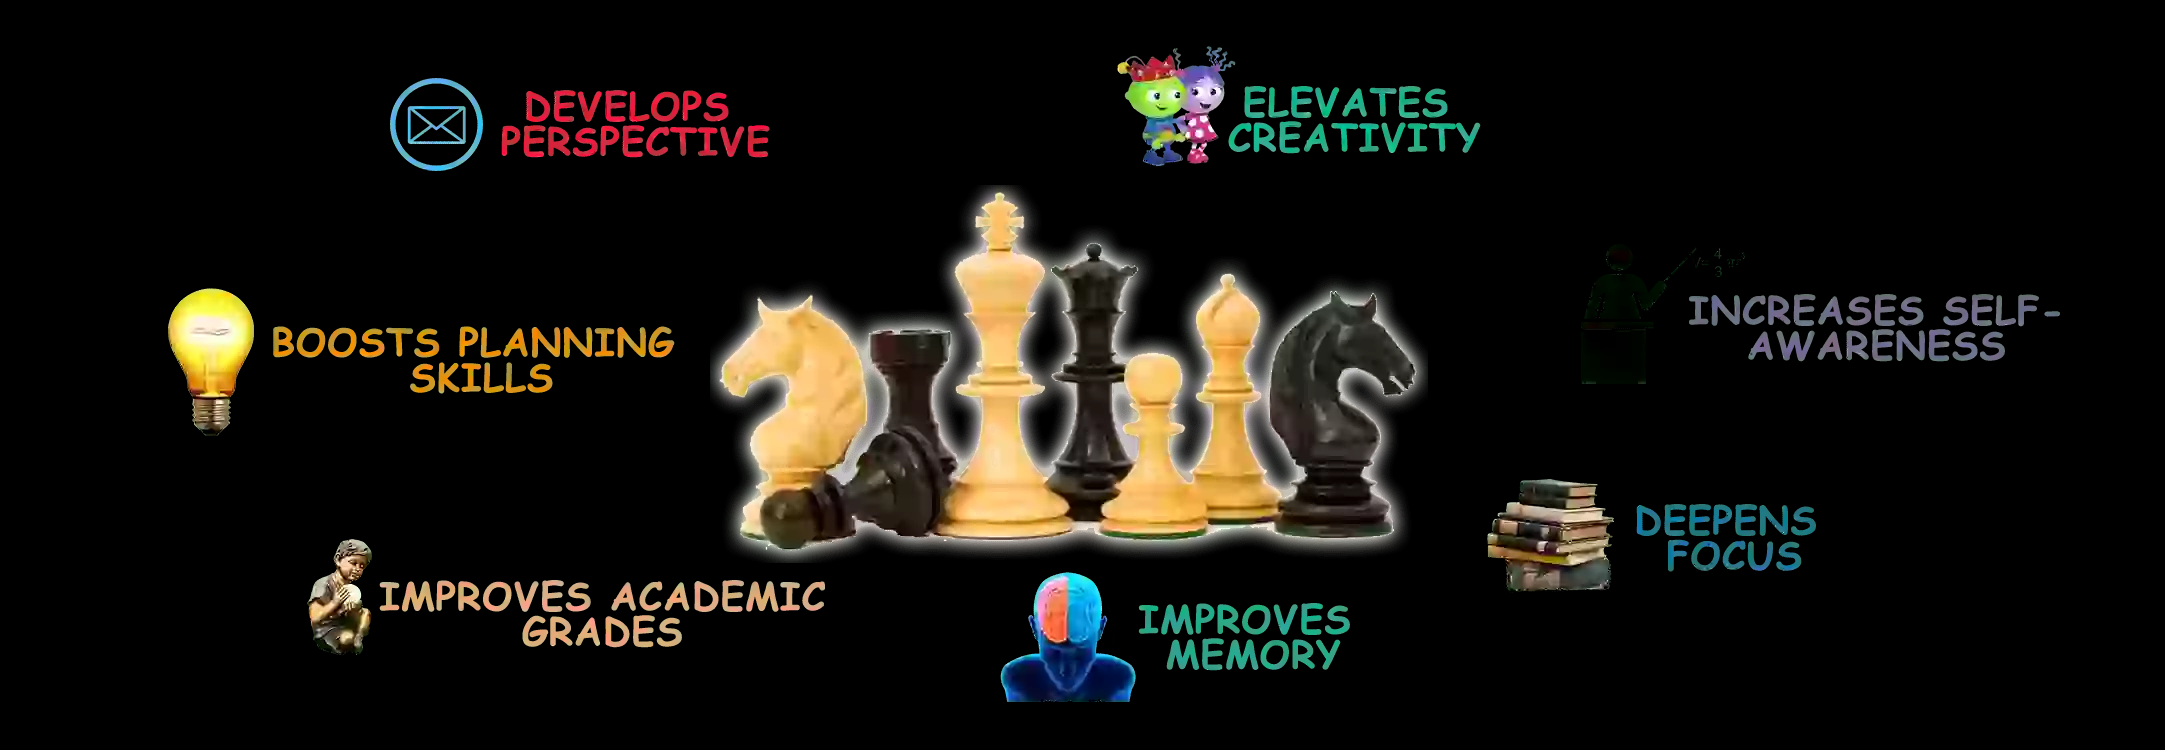 DEVELOPS
PERSPECTIVE
ELEVATES
CREATIVITY
BOOSTS PLANNING
SKILLS
INCREASES SELF-
AWARENESS
DEEPENS
FOCUS
IMPROVES ACADEMIC
GRADES
IMPROVES
MEMORY